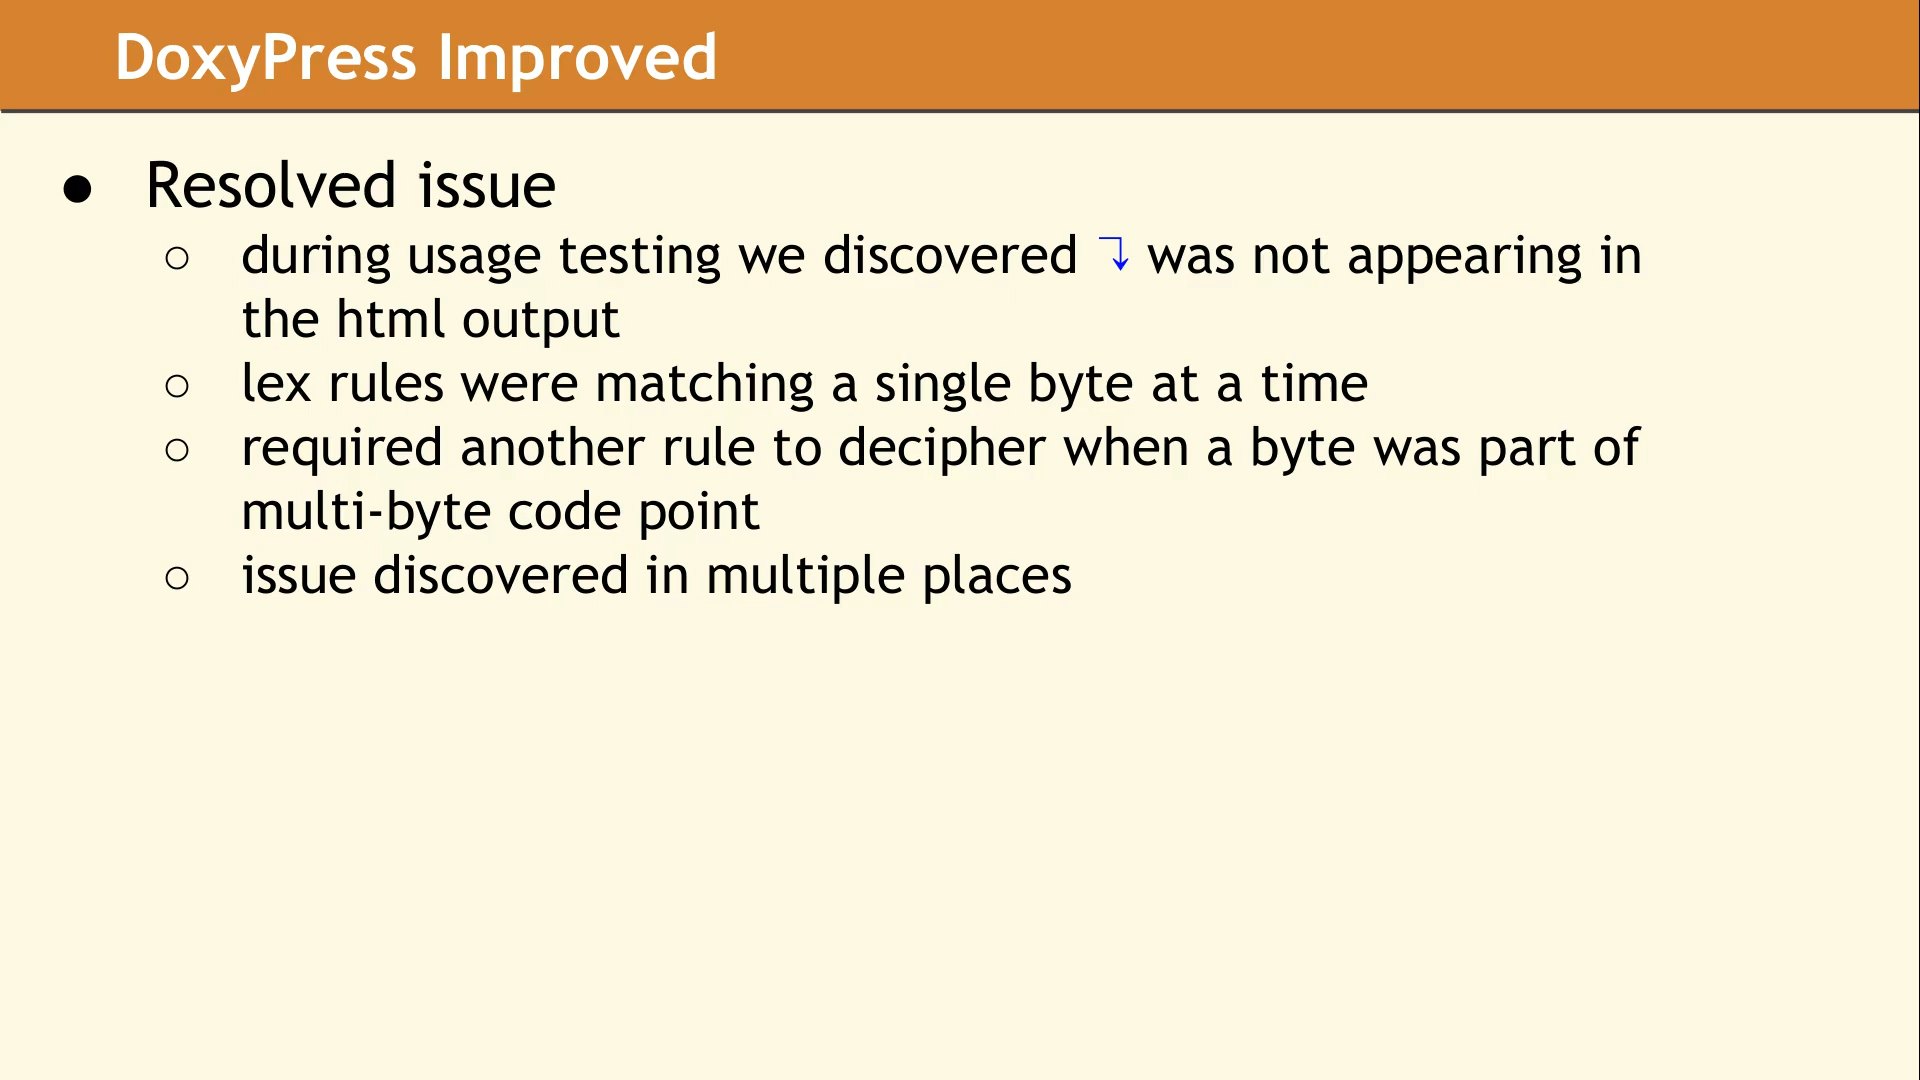 DoxyPress Improved
● Resolved issue
○ during usage testing we discovered ⮧ was not appearing in
the html output
○ lex rules were matching a single byte at a time
○ required another rule to decipher when a byte was part of
multi-byte code point
○ issue discovered in multiple places